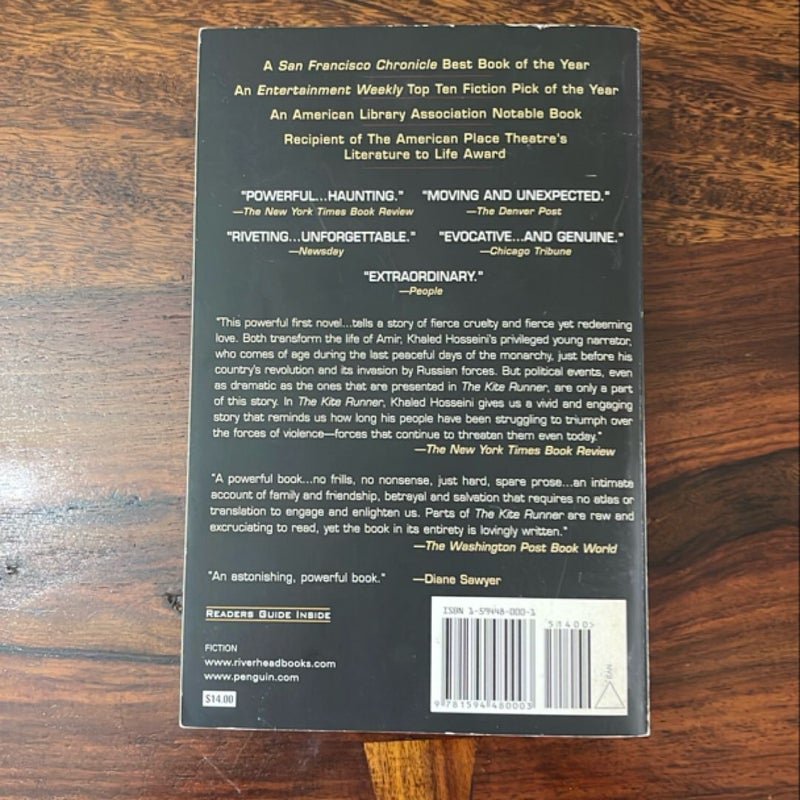 A San Francisco Chronicle Best Book of the Year
An Entertainment Weekly Top Ten Fiction Pick of the Year
An American Library Association Notable Book
Recipient of The American Place Theatre's
Literature to Life Award
"POWERFUL...HAUNTING."
—The New York Times Book Review
"MOVING AND UNEXPECTED."
—The Denver Post
"RIVETING...UNFORGETTABLE."
—Newsday
"EVOCATIVE...AND GENUINE."
—Chicago Tribune
"EXTRAORDINARY."
—People
"This powerful first novel...tells a story of fierce cruelty and fierce yet redeeming
love. Both transform the life of Amir, Khaled Hosseini's privileged young narrator,
who comes of age during the last peaceful days of the monarchy, just before his
country's revolution and its invasion by Russian forces. But political events, even
as dramatic as the ones that are presented in The Kite Runner, are only a part
of this story. In The Kite Runner, Khaled Hosseini gives us a vivid and engaging
story that reminds us how long his people have been struggling to triumph over
the forces of violence—forces that continue to threaten them even today."
—The New York Times Book Review
"A powerful book...no frills, no nonsense, just hard, spare prose...an intimate
account of family and friendship, betrayal and salvation that requires no atlas or
translation to engage and enlighten us. Parts of The Kite Runner are raw and
excruciating to read, yet the book in its entirety is lovingly written."
—The Washington Post Book World
"An astonishing, powerful book." —Diane Sawyer
READERS GUIDE INSIDE
FICTION
www.riverheadbooks.com
www.penguin.com
$14.00
ISBN 1-59448-000-1
51400>
9 781594 480003
EAN